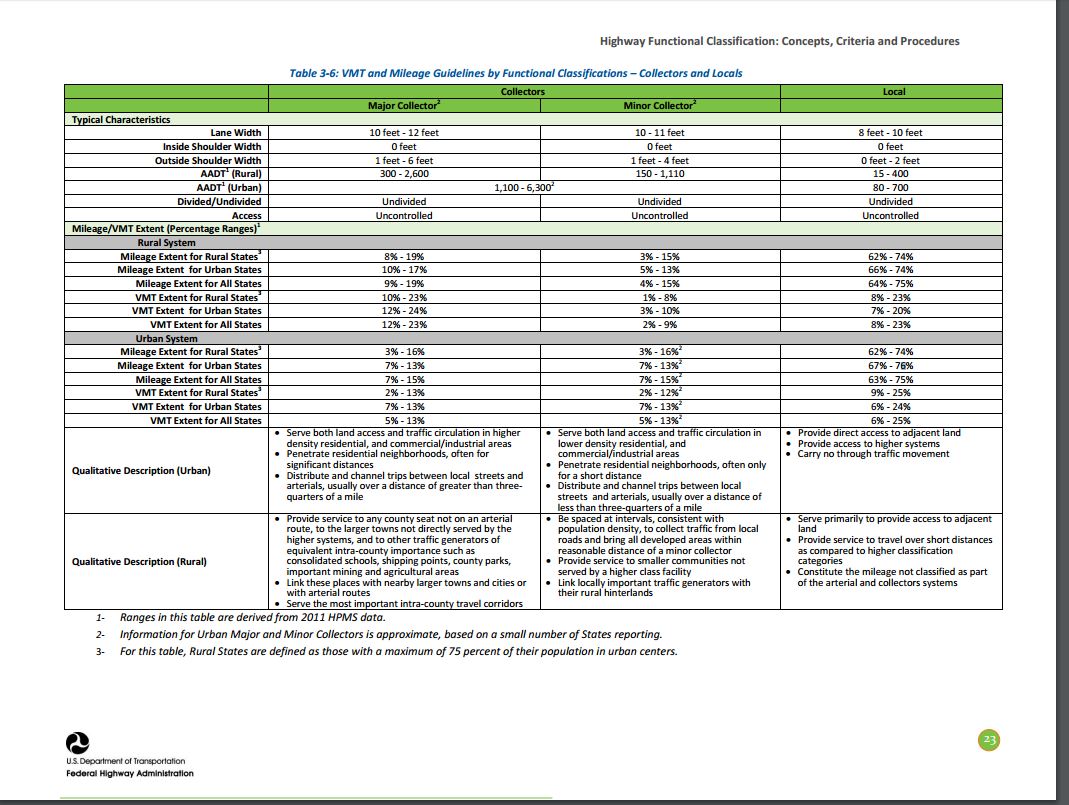 Highway Functional Classification: Concepts, Criteria and Procedures
Table 3-6: VMT and Mileage Guidelines by Functional Classifications – Collectors and Locals
Collectors Local
Major Collector2 Minor Collector2
Typical Characteristics
Lane Width 10 feet - 12 feet 10 - 11 feet 8 feet - 10 feet
Inside Shoulder Width 0 feet 0 feet 0 feet
Outside Shoulder Width 1 feet - 6 feet 1 feet - 4 feet 0 feet - 2 feet
AADT1 (Rural) 300 - 2,600 150 - 1,110 15 - 400
AADT1 (Urban) 1,100 - 6,3002 80 - 700
Divided/Undivided Undivided Undivided Undivided
Access Uncontrolled Uncontrolled Uncontrolled
Mileage/VMT Extent (Percentage Ranges)1
Rural System
Mileage Extent for Rural States3 8% - 19% 3% - 15% 62% - 74%
Mileage Extent for Urban States 10% - 17% 5% - 13% 66% - 74%
Mileage Extent for All States 9% - 19% 4% - 15% 64% - 75%
VMT Extent for Rural States3 10% - 23% 1% - 8% 8% - 23%
VMT Extent for Urban States 12% - 24% 3% - 10% 7% - 20%
VMT Extent for All States 12% - 23% 2% - 9% 8% - 23%
Urban System
Mileage Extent for Rural States3 3% - 16% 3% - 16%2 62% - 74%
Mileage Extent for Urban States 7% - 13% 7% - 13%2 67% - 76%
Mileage Extent for All States 7% - 15% 7% - 15%2 63% - 75%
VMT Extent for Rural States3 2% - 13% 2% - 12%2 9% - 25%
VMT Extent for Urban States 7% - 13% 7% - 13%2 6% - 24%
VMT Extent for All States 5% - 13% 5% - 13%2 6% - 25%
Qualitative Description (Urban)
• Serve both land access and traffic circulation in higher
density residential, and commercial/industrial areas
• Penetrate residential neighborhoods, often for
significant distances
• Distribute and channel trips between local streets and
arterials, usually over a distance of greater than three-
quarters of a mile
• Serve both land access and traffic circulation in
lower density residential, and
commercial/industrial areas
• Penetrate residential neighborhoods, often only
for a short distance
• Distribute and channel trips between local
streets and arterials, usually over a distance of
less than three-quarters of a mile
• Provide direct access to adjacent land
• Provide access to higher systems
• Carry no through traffic movement
Qualitative Description (Rural)
• Provide service to any county seat not on an arterial
route, to the larger towns not directly served by the
higher systems, and to other traffic generators of
equivalent intra-county importance such as
consolidated schools, shipping points, county parks,
important mining and agricultural areas
• Link these places with nearby larger towns and cities or
with arterial routes
• Serve the most important intra-county travel corridors
• Be spaced at intervals, consistent with
population density, to collect traffic from local
roads and bring all developed areas within
reasonable distance of a minor collector
• Provide service to smaller communities not
served by a higher class facility
• Link locally important traffic generators with
their rural hinterlands
• Serve primarily to provide access to adjacent
land
• Provide service to travel over short distances
as compared to higher classification
categories
• Constitute the mileage not classified as part
of the arterial and collectors systems
1- Ranges in this table are derived from 2011 HPMS data.
2- Information for Urban Major and Minor Collectors is approximate, based on a small number of States reporting.
3- For this table, Rural States are defined as those with a maximum of 75 percent of their population in urban centers.
U.S. Department of Transportation
Federal Highway Administration
23